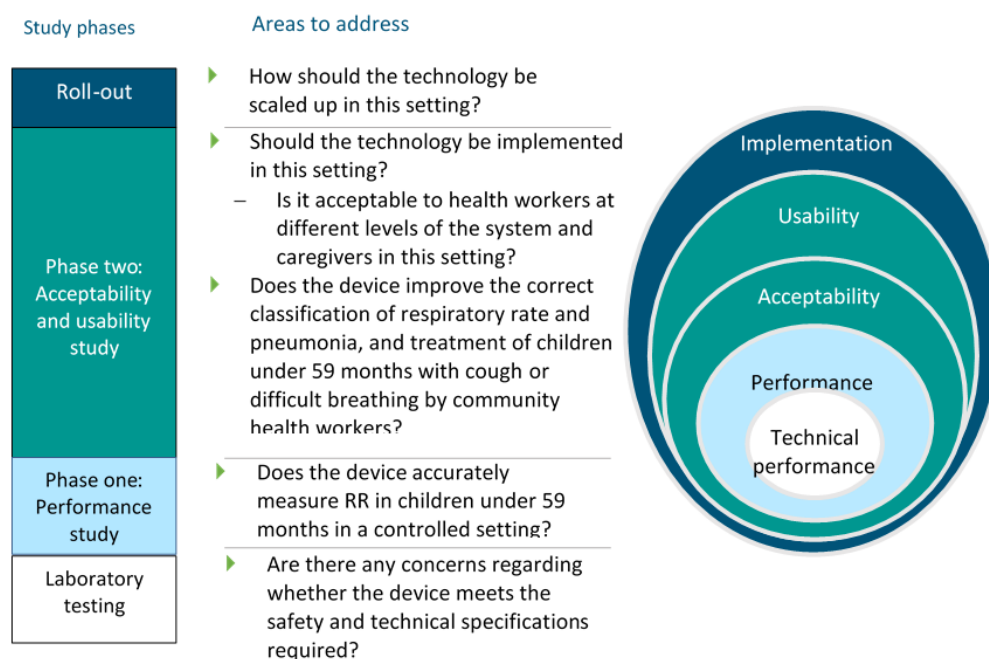 Study phases
Areas to address
Roll-out
How should the technology be
scaled up in this setting?
Phase two:
Acceptability
and usability
study
Should the technology be implemented
in this setting?
– Is it acceptable to health workers at
different levels of the system and
caregivers in this setting?
Does the device improve the correct
classification of respiratory rate and
pneumonia, and treatment of children
under 59 months with cough or
difficult breathing by community
health workers?
Phase one:
Performance
study
Does the device accurately
measure RR in children under 59
months in a controlled setting?
Laboratory
testing
Are there any concerns regarding
whether the device meets the
safety and technical specifications
required?
Implementation
Usability
Acceptability
Performance
Technical
performance